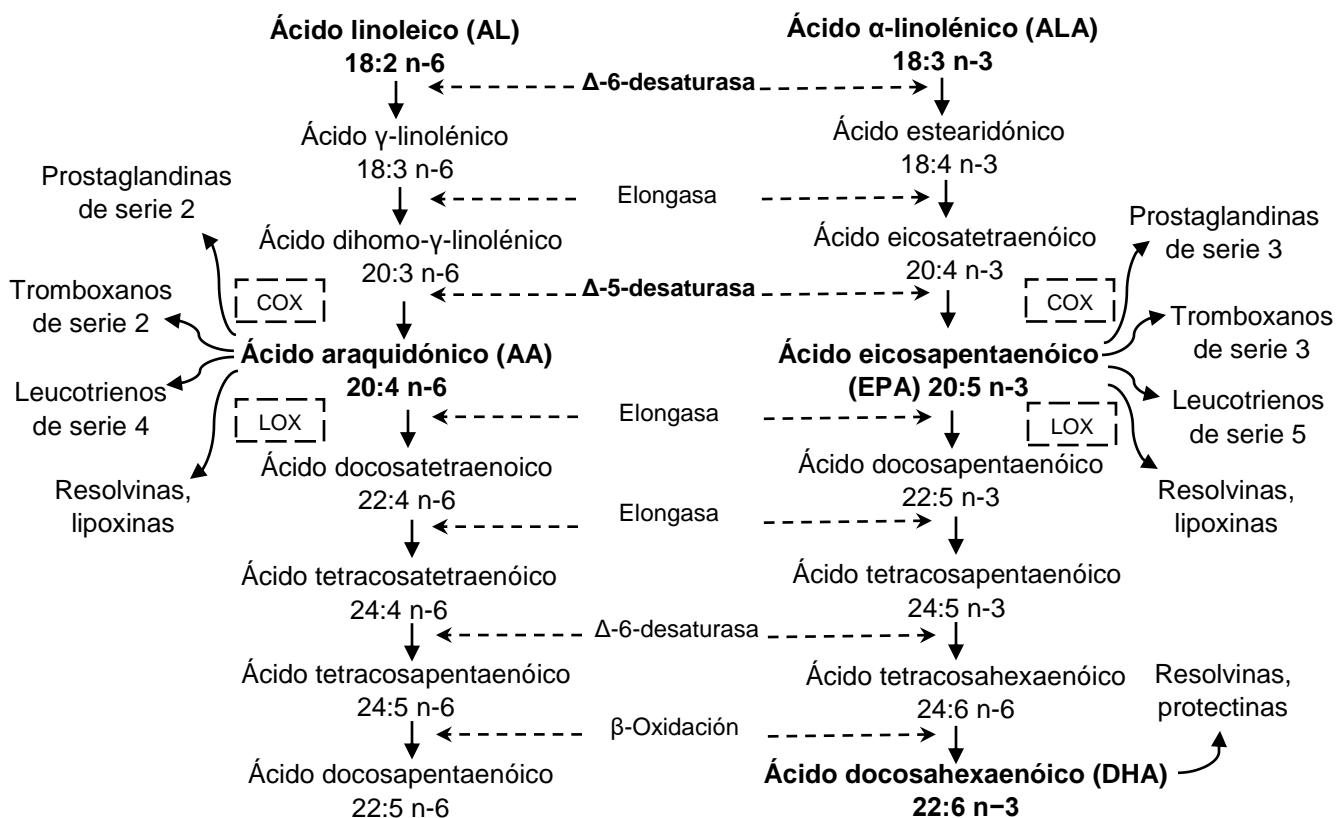 Ácido linoleico (AL)
18:2 n-6
Ácido α-linolénico (ALA)
18:3 n-3
Δ-6-desaturasa
Ácido γ-linolénico
18:3 n-6
Ácido estearidónico
18:4 n-3
Prostaglandinas
de serie 2
Elongasa
Prostaglandinas
de serie 3
Ácido dihomo-γ-linolénico
20:3 n-6
Ácido eicosatetraenóico
20:4 n-3
Tromboxanos
de serie 2
COX
Δ-5-desaturasa
COX
Tromboxanos
de serie 3
Ácido araquidónico (AA)
20:4 n-6
Ácido eicosapentaenóico
(EPA) 20:5 n-3
Leucotrienos
de serie 4
LOX
Elongasa
LOX
Leucotrienos
de serie 5
Ácido docosatetraenoico
22:4 n-6
Ácido docosapentaenóico
22:5 n-3
Resolvinas,
lipoxinas
Elongasa
Resolvinas,
lipoxinas
Ácido tetracosatetraenóico
24:4 n-6
Ácido tetracosapentaenóico
24:5 n-3
Δ-6-desaturasa
Ácido tetracosapentaenóico
24:5 n-6
Ácido tetracosahexaenóico
24:6 n-6
Resolvinas,
protectinas
β-Oxidación
Ácido docosapentaenóico
22:5 n-6
Ácido docosahexaenóico (DHA)
22:6 n−3